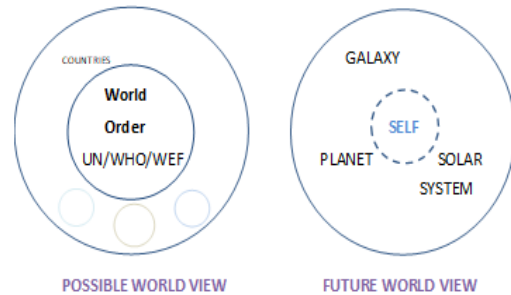 COUNTRIES
World
Order
UN/WHO/WEF
POSSIBLE WORLD VIEW
GALAXY
SELF
PLANET SOLAR
SYSTEM
FUTURE WORLD VIEW